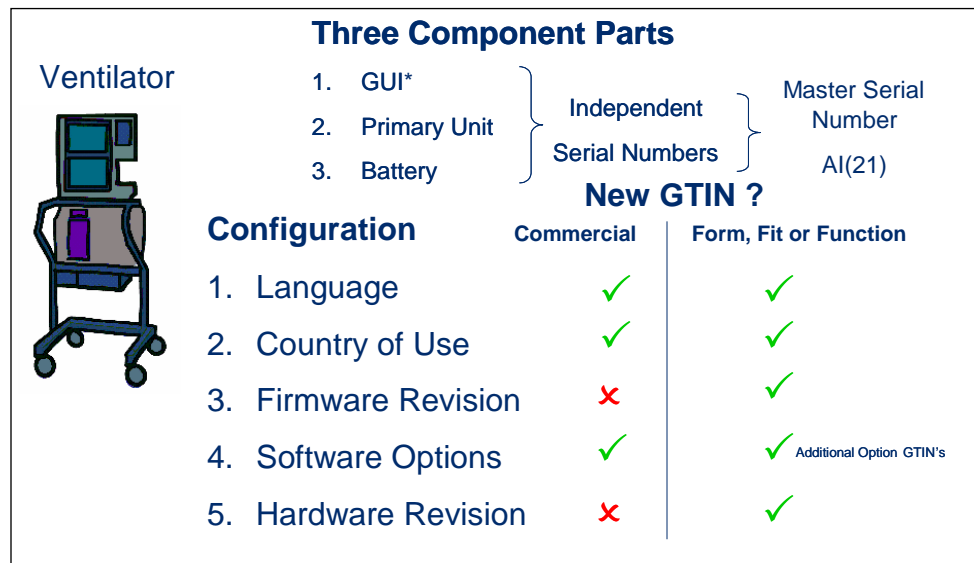 Three Component Parts
Ventilator
1. GUI*
2. Primary Unit
3. Battery
Independent
Serial Numbers
Master Serial
Number
AI(21)
New GTIN ?
Configuration
Commercial
Form, Fit or Function
1. Language ✓ ✓
2. Country of Use ✓ ✓
3. Firmware Revision ✗ ✓
4. Software Options ✓ ✓ Additional Option GTIN's
5. Hardware Revision ✗ ✓